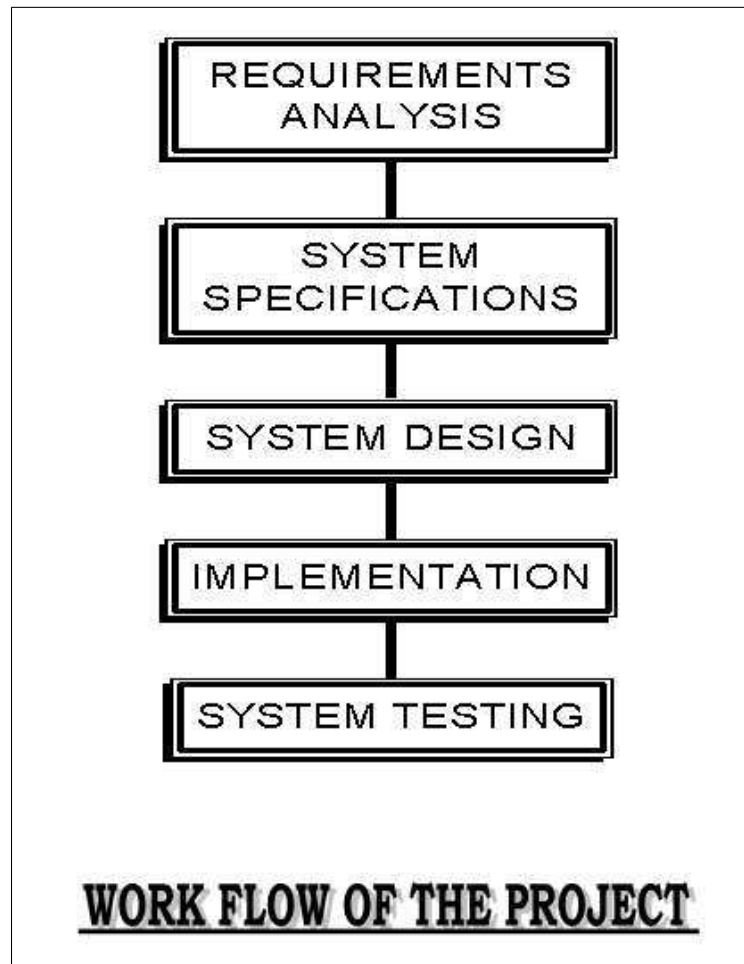 REQUIREMENTS
ANALYSIS
SYSTEM
SPECIFICATIONS
SYSTEM DESIGN
IMPLEMENTATION
SYSTEM TESTING
WORK FLOW OF THE PROJECT